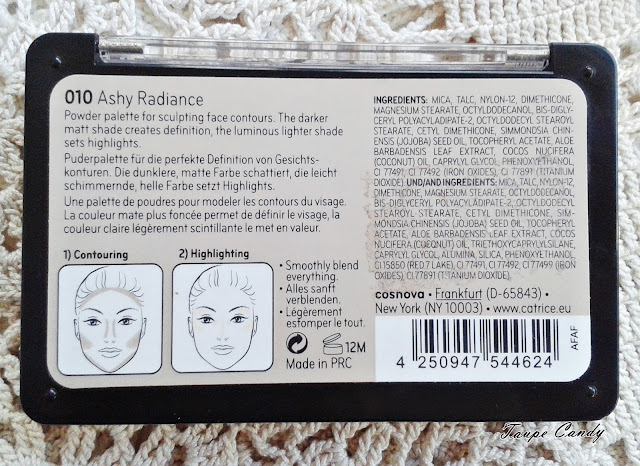 010 Ashy Radiance
Powder palette for sculpting face contours. The darker
matt shade creates definition, the luminous lighter shade
sets highlights.
Puderpalette für die perfekte Definition von Gesichts-
konturen. Die dunklere, matte Farbe schattiert, die leicht
schimmernde, helle Farbe setzt Highlights.
Une palette de poudres pour modeler les contours du visage.
La couleur mate plus foncée permet de définir le visage, la
couleur claire légèrement scintillante le met en valeur.
1) Contouring
2) Highlighting
• Smoothly blend
everything.
• Alles sanft
verblenden.
• Légèrement
estomper le tout.
12M
Made in PRC
INGREDIENTS: MICA, TALC, NYLON-12, DIMETHICONE,
MAGNESIUM STEARATE, OCTYLDODECANOL, BIS-DIGLY-
CERYL POLYACYLADIPATE-2, OCTYLDODECYL STEAROYL
STEARATE, CETYL DIMETHICONE, SIMMONDSIA CHIN-
ENSIS (JOJOBA) SEED OIL, TOCOPHERYL ACETATE, ALOE
BARBADENSIS LEAF EXTRACT, COCOS NUCIFERA
(COCONUT) OIL, CAPRYLYL GLYCOL, PHENOXYETHANOL,
CI 77491, CI 77492 (IRON OXIDES), CI 77891 (TITANIUM
DIOXIDE). UND/AND INGREDIENTS: MICA, TALC, NYLON-12,
DIMETHICONE, MAGNESIUM STEARATE, OCTYLDODECANOL,
BIS-DIGLYCERYL POLYACYLADIPATE-2, OCTYLDODECYL
STEAROYL STEARATE, CETYL DIMETHICONE, SIM-
MONDSIA CHINENSIS (JOJOBA) SEED OIL, TOCOPHERYL
ACETATE, ALOE BARBADENSIS LEAF EXTRACT, COCOS
NUCIFERA (COCONUT) OIL, TRIETHOXYCAPRYLYLSILANE,
CAPRYLYL GLYCOL, ALUMINA, SILICA, PHENOXYETHANOL,
CI 15850 (RED 7 LAKE), CI 77491, CI 77492, CI 77499 (IRON
OXIDES), CI 77891 (TITANIUM DIOXIDE).
cosnova • Frankfurt (D-65843) •
New York (NY 10003) • www.catrice.eu
4 250947 544624
AFAF
Taupe Candy